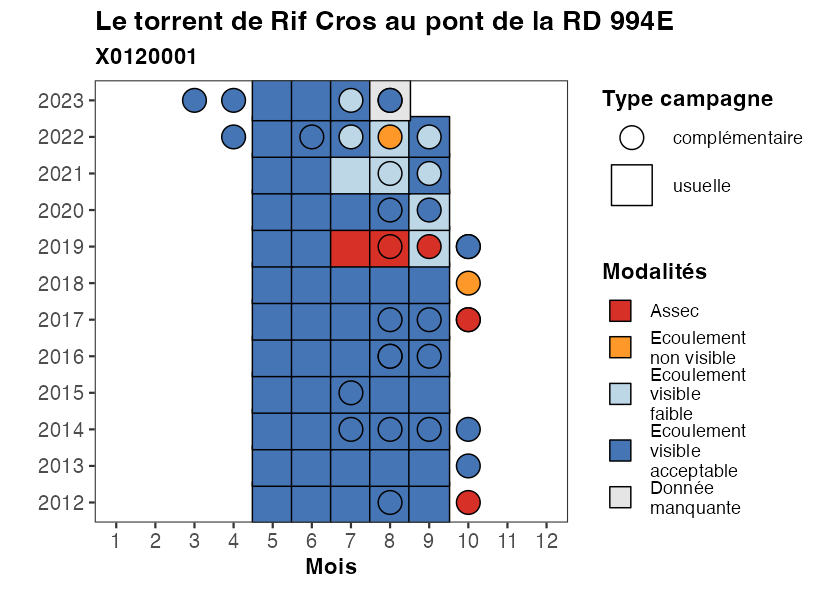 Le torrent de Rif Cros au pont de la RD 994E
X0120001
2023
2022
2021
2020
2019
2018
2017
2016
2015
2014
2013
2012
1 2 3 4 5 6 7 8 9 10 11 12
Mois
Type campagne
complémentaire
usuelle
Modalités
Assec
Ecoulement
non visible
Ecoulement
visible
faible
Ecoulement
visible
acceptable
Donnée
manquante